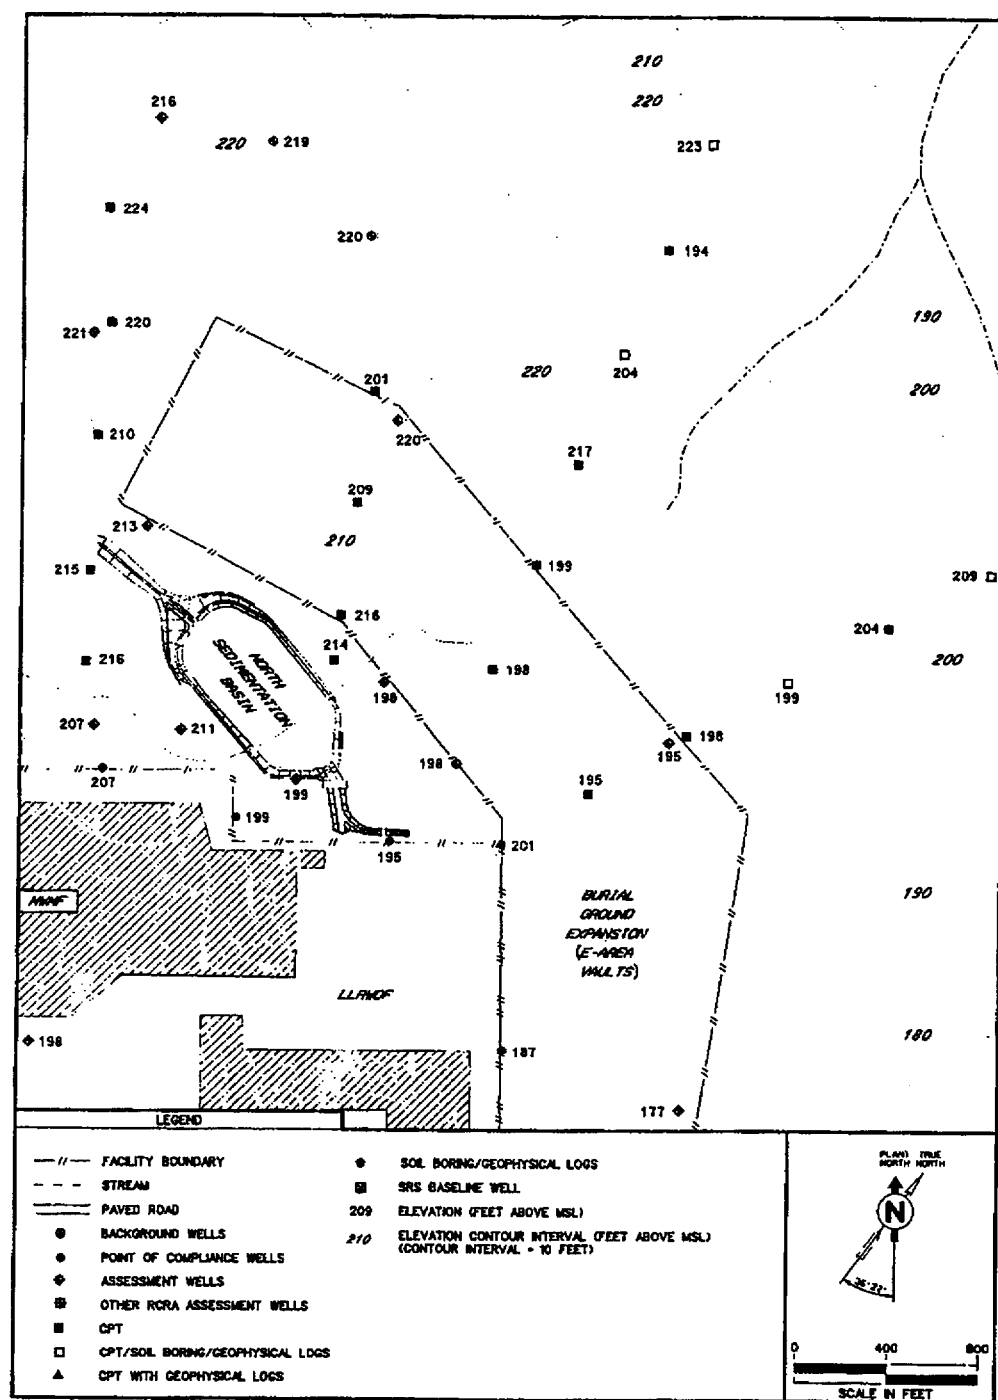 210
216
220
220
219
223
224
220
194
190
220
221
204
220
201
200
220
210
217
209
213
210
199
215
209
216
204
214
216
198
200
NORTH
SEDIMENTATION
BASIN
198
199
207
211
196
195
198
207
199
195
199
195
201
MWMF
BURIAL
GROUND
EXPANSION
(E-AREA
VAULTS)
190
LLRWDF
180
198
187
177
LEGEND
FACILITY BOUNDARY
STREAM
PAVED ROAD
BACKGROUND WELLS
POINT OF COMPLIANCE WELLS
ASSESSMENT WELLS
OTHER RCRA ASSESSMENT WELLS
CPT
CPT/SOIL BORING/GEOPHYSICAL LOGS
CPT WITH GEOPHYSICAL LOGS
SOIL BORING/GEOPHYSICAL LOGS
SRS BASELINE WELL
209 ELEVATION (FEET ABOVE MSL)
210 ELEVATION CONTOUR INTERVAL (FEET ABOVE MSL)
(CONTOUR INTERVAL = 10 FEET)
PLANT TRUE
NORTH NORTH
N
36°22'
0 400 800
SCALE IN FEET